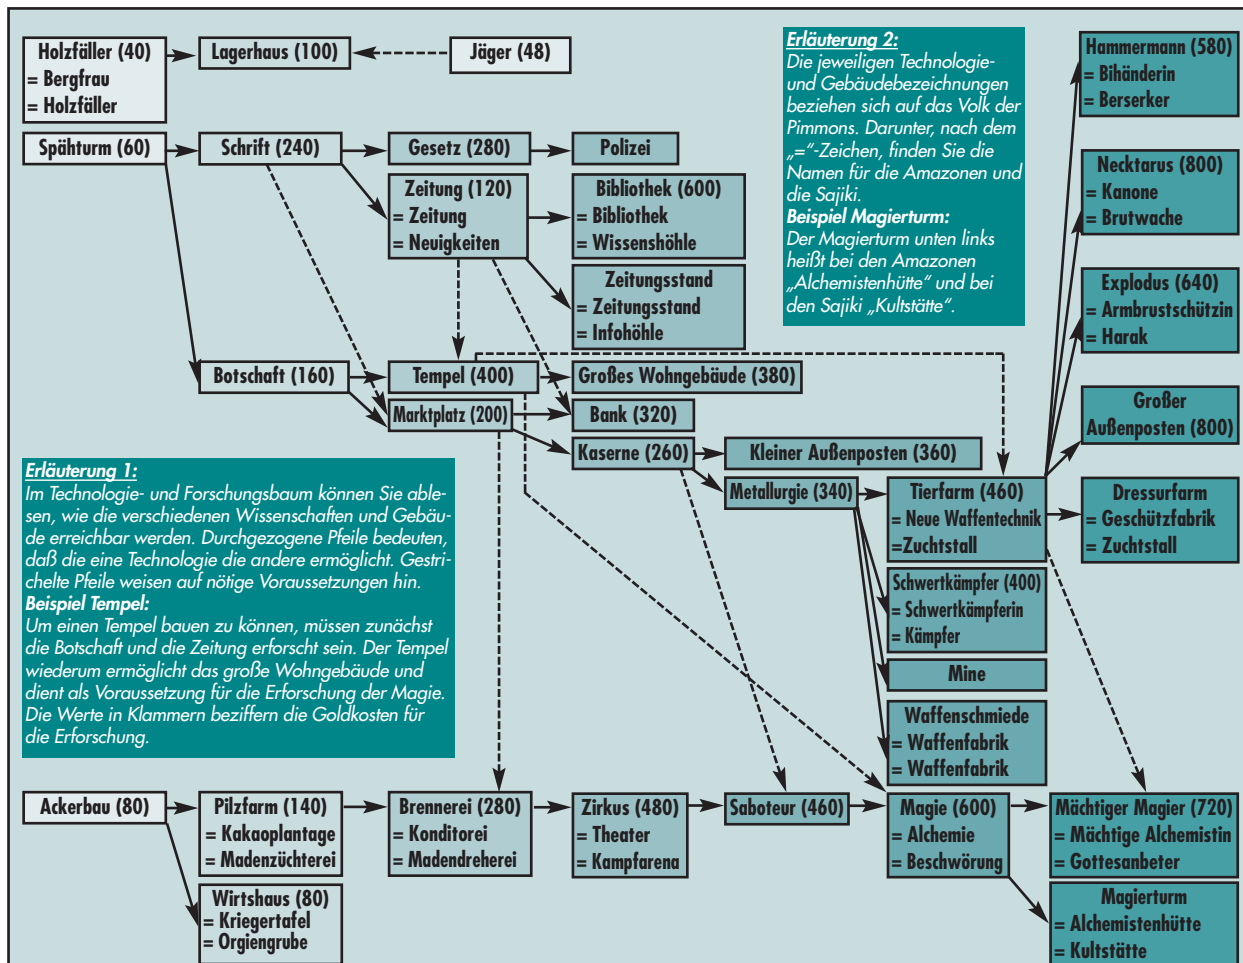 Holzfäller (40)
= Bergfrau
= Holzfäller
Lagerhaus (100)
Jäger (48)
Erläuterung 2:
Die jeweiligen Technologie-
und Gebäudebezeichnungen
beziehen sich auf das Volk der
Pimmons. Darunter, nach dem
„="-Zeichen, finden Sie die
Namen für die Amazonen und
die Sajiki.
Beispiel Magierturm:
Der Magierturm unten links
heißt bei den Amazonen
„Alchemistenhütte" und bei
den Sajiki „Kultstätte".
Hammermann (580)
= Bihänderin
= Berserker
Spähturm (60)
Schrift (240)
Gesetz (280)
Polizei
Zeitung (120)
= Zeitung
= Neuigkeiten
Bibliothek (600)
= Bibliothek
= Wissenshöhle
Necktarus (800)
= Kanone
= Brutwache
Zeitungsstand
= Zeitungsstand
= Infohöhle
Explodus (640)
= Armbrustschützin
= Harak
Botschaft (160)
Tempel (400)
Großes Wohngebäude (380)
Marktplatz (200)
Bank (320)
Großer
Außenposten (800)
Kaserne (260)
Kleiner Außenposten (360)
Erläuterung 1:
Im Technologie- und Forschungsbaum können Sie able-
sen, wie die verschiedenen Wissenschaften und Gebäu-
de erreichbar werden. Durchgezogene Pfeile bedeuten,
daß die eine Technologie die andere ermöglicht. Gestri-
chelte Pfeile weisen auf nötige Voraussetzungen hin.
Beispiel Tempel:
Um einen Tempel bauen zu können, müssen zunächst
die Botschaft und die Zeitung erforscht sein. Der Tempel
wiederum ermöglicht das große Wohngebäude und
dient als Voraussetzung für die Erforschung der Magie.
Die Werte in Klammern beziffern die Goldkosten für
die Erforschung.
Metallurgie (340)
Tierfarm (460)
= Neue Waffentechnik
=Zuchtstall
Dressurfarm
= Geschützfabrik
= Zuchtstall
Schwertkämpfer (400)
= Schwertkämpferin
= Kämpfer
Mine
Waffenschmiede
= Waffenfabrik
= Waffenfabrik
Ackerbau (80)
Pilzfarm (140)
= Kakaoplantage
= Madenzüchterei
Brennerei (280)
= Konditorei
= Madendreherei
Zirkus (480)
= Theater
= Kampfarena
Saboteur (460)
Magie (600)
= Alchemie
= Beschwörung
Mächtiger Magier (720)
= Mächtige Alchemistin
= Gottesanbeter
Wirtshaus (80)
= Kriegertafel
= Orgiengrube
Magierturm
= Alchemistenhütte
= Kultstätte